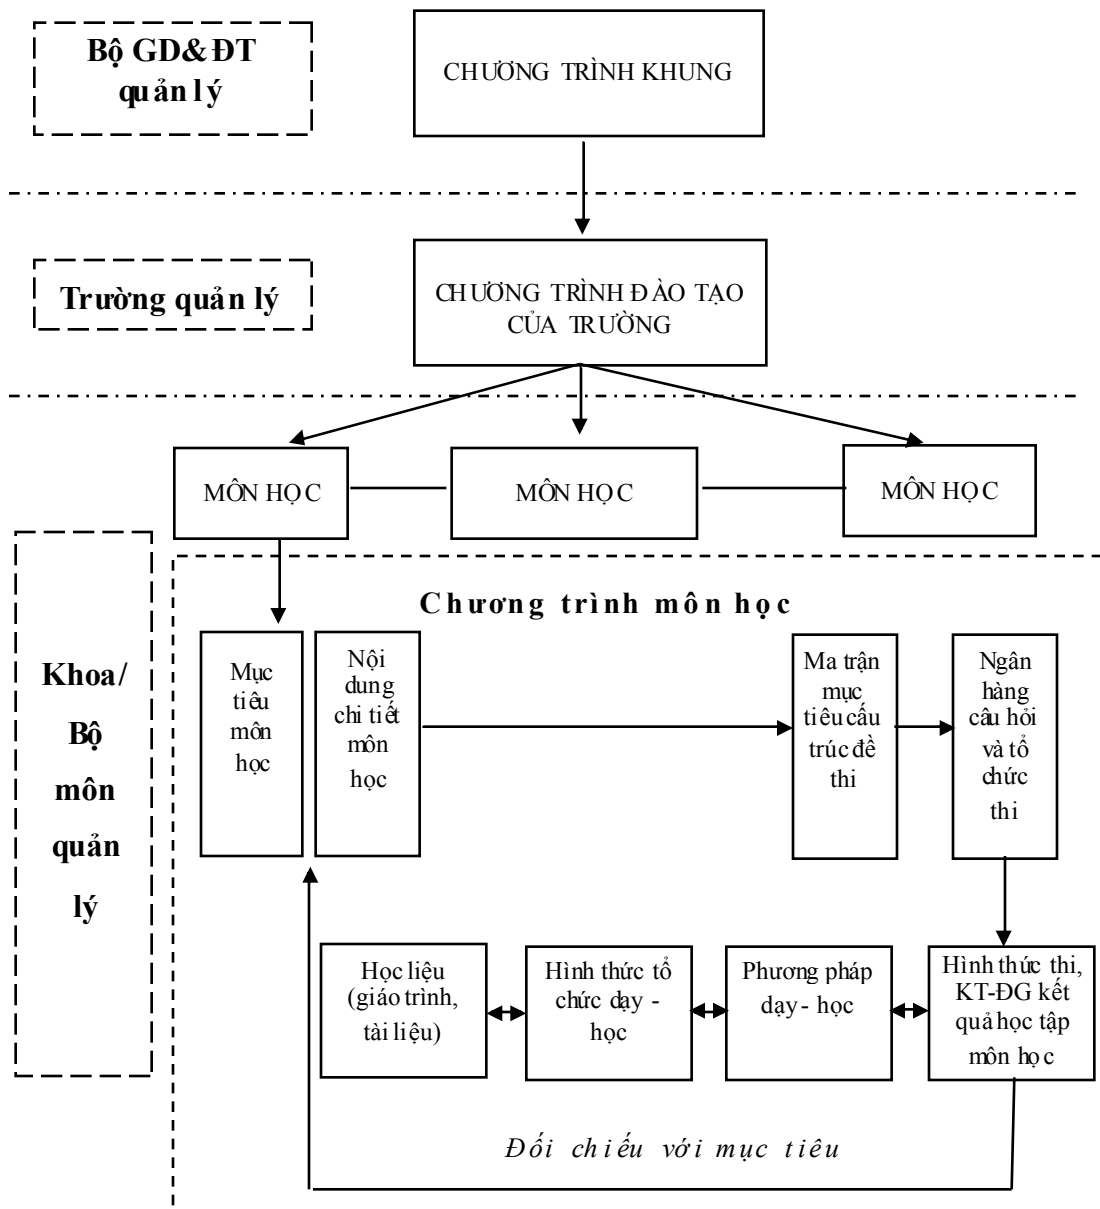 Bộ GD&ĐT
quản lý
CHƯƠNG TRÌNH KHUNG
Trường quản lý
CHƯƠNG TRÌNH ĐÀO TẠO
CỦA TRƯỜNG
MÔN HỌC
MÔN HỌC
MÔN HỌC
Khoa/
Bộ
môn
quản
lý
Chương trình môn học
Mục
tiêu
môn
học
Nội
dung
chi tiết
môn
học
Ma trận
mục
tiêu cấu
trúc đề
thi
Ngân
hàng
câu hỏi
và tổ
chức
thi
Học liệu
(giáo trình,
tài liệu)
Hình thức tổ
chức dạy -
học
Phương pháp
dạy - học
Hình thức thi,
KT-ĐG kết
quả học tập
môn học
Đối chiếu với mục tiêu